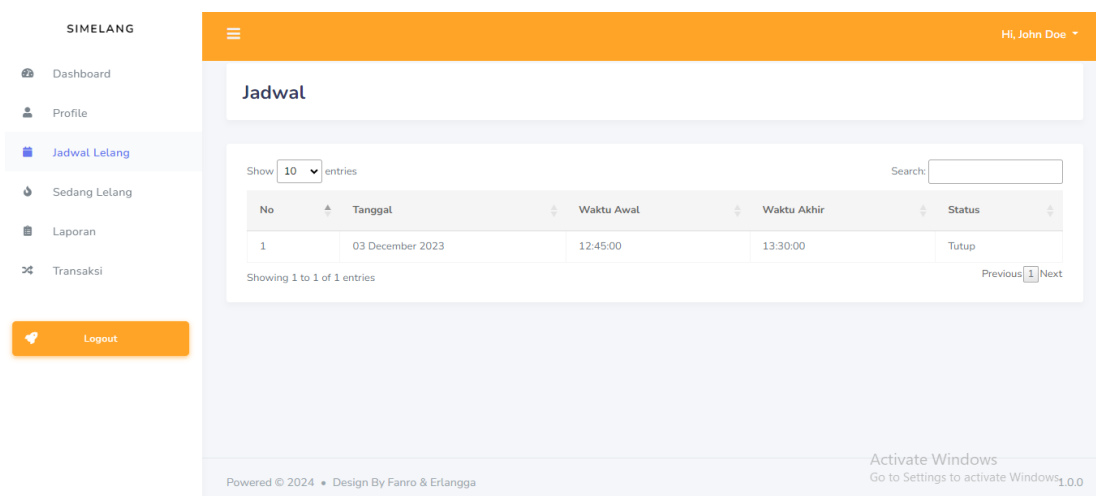 SIMELANG
Dashboard
Profile
Jadwal Lelang
Sedang Lelang
Laporan
Transaksi
Logout
Hi, John Doe
Jadwal
Show 10 entries
Search:
No Tanggal Waktu Awal Waktu Akhir Status
1 03 December 2023 12:45:00 13:30:00 Tutup
Showing 1 to 1 of 1 entries
Previous 1 Next
Activate Windows
Go to Settings to activate Windows.
Powered © 2024 • Design By Fanro & Erlangga
1.0.0